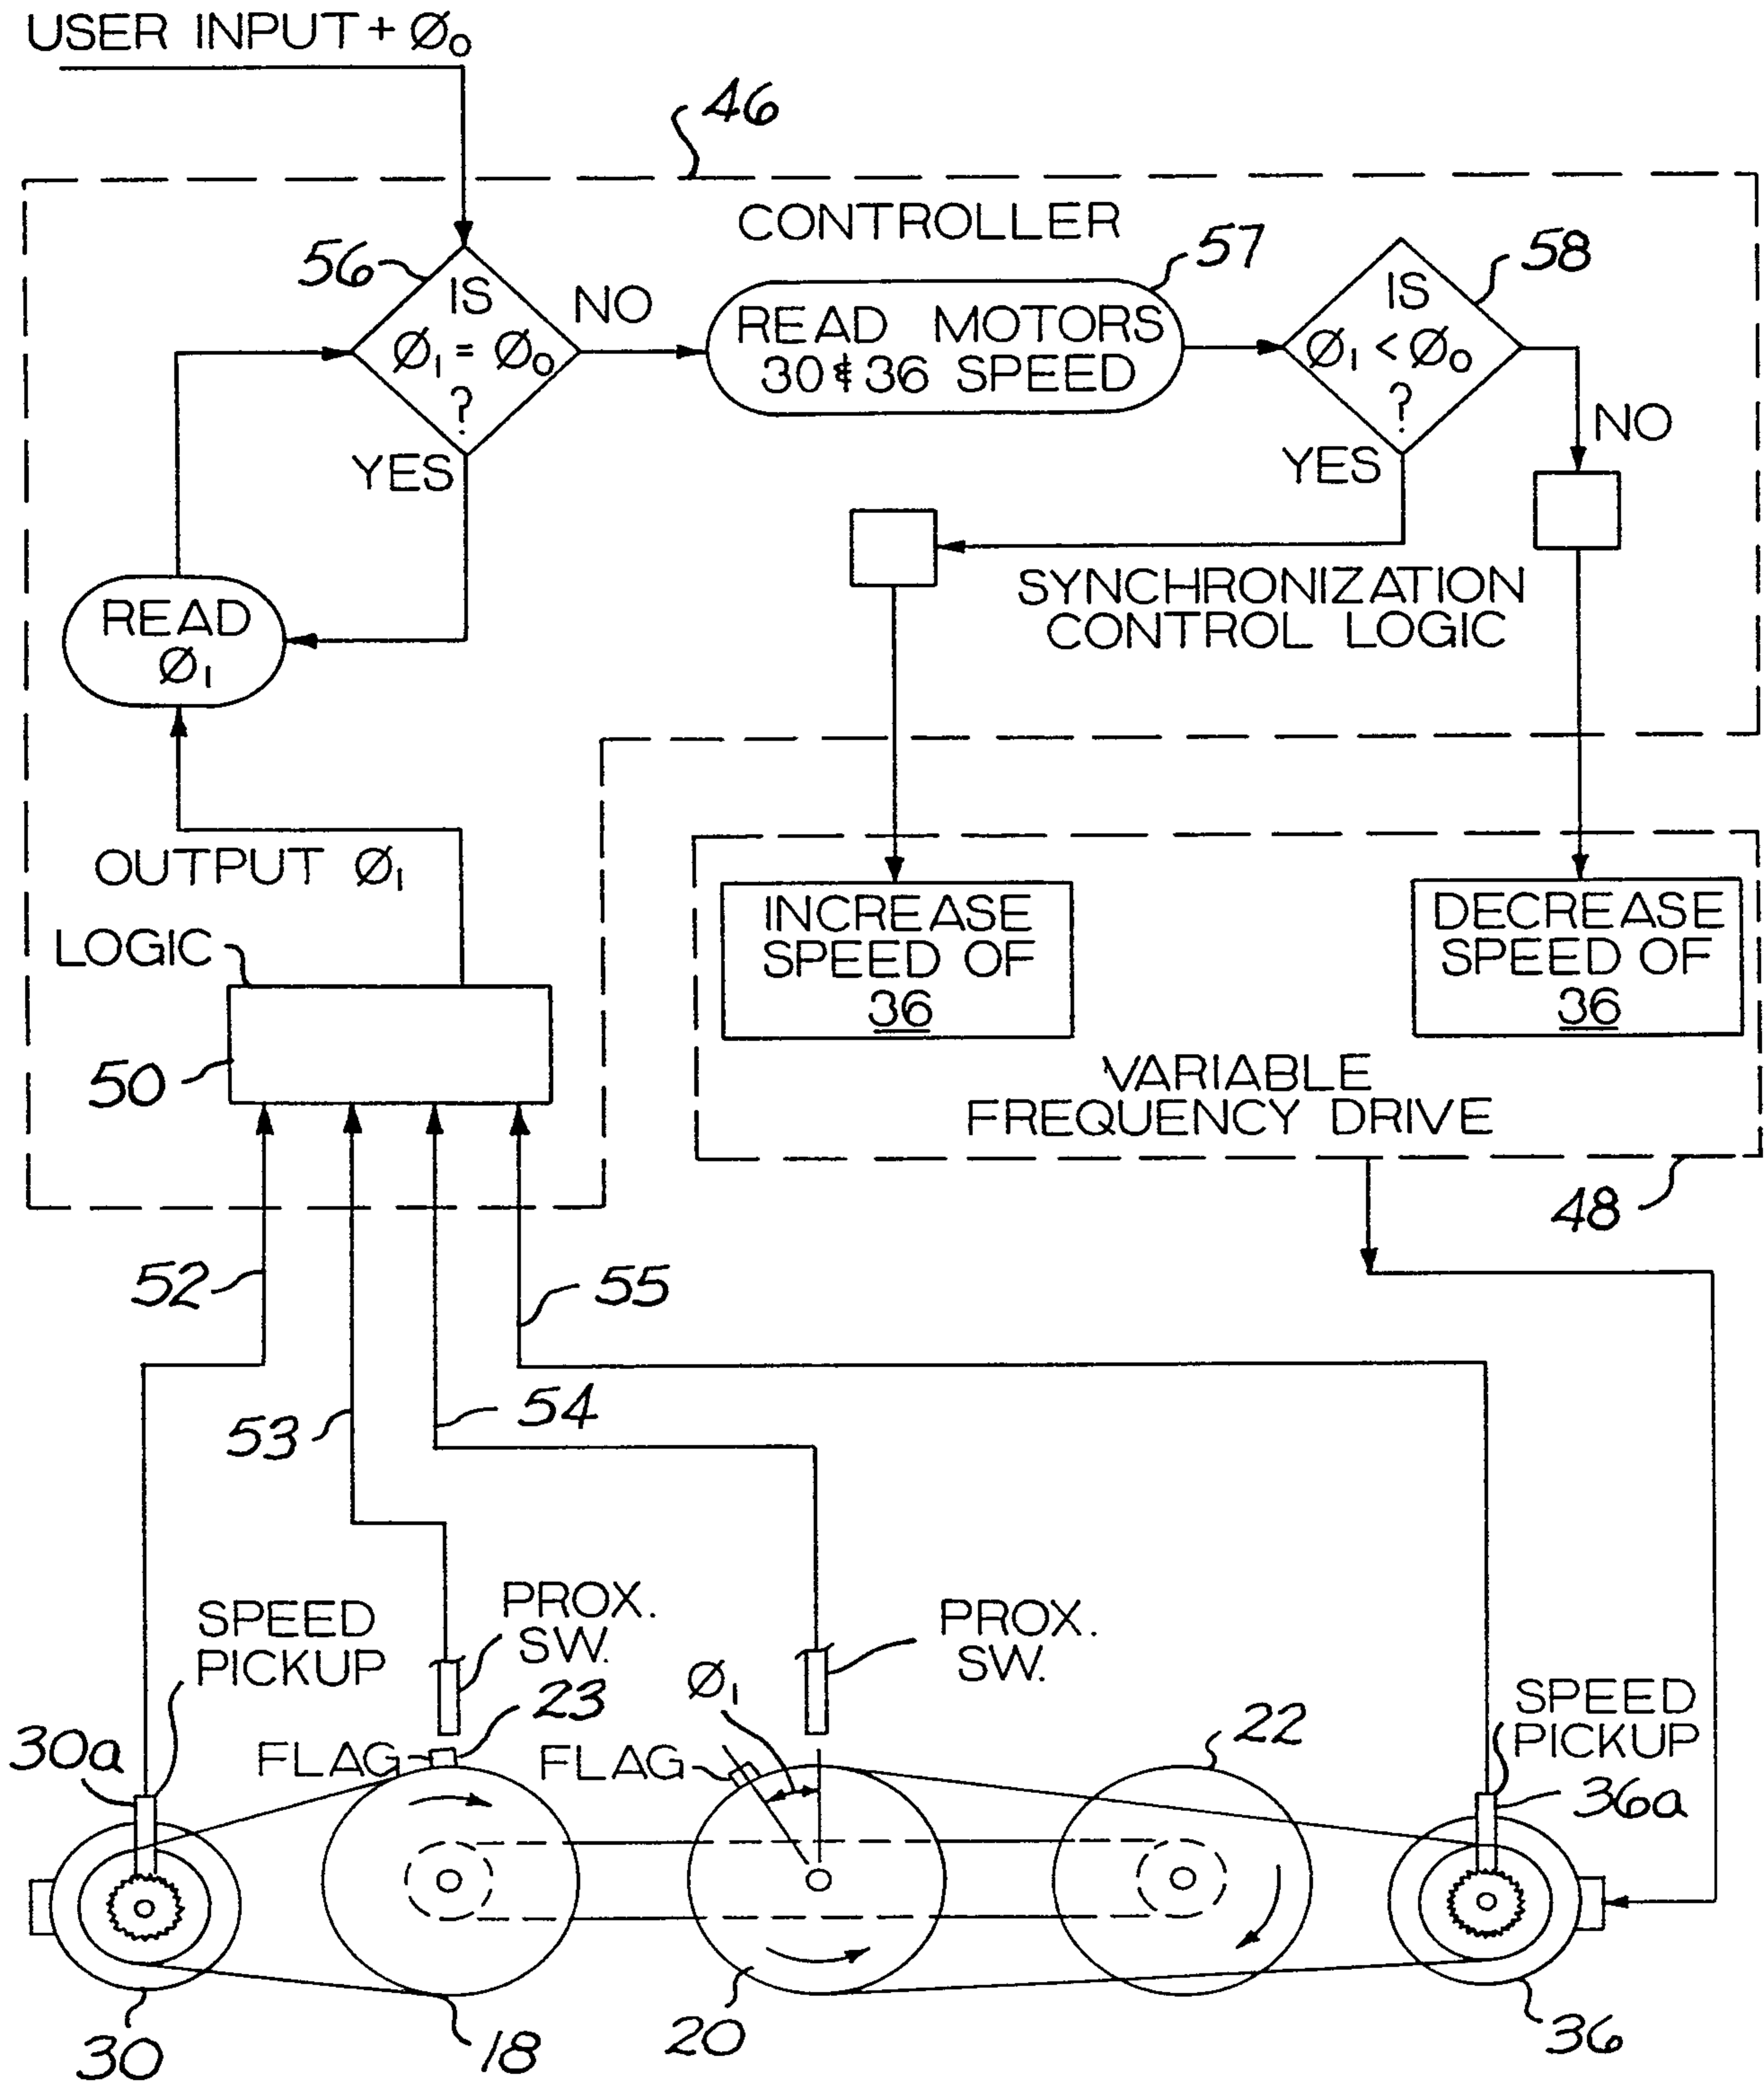 USER INPUT + Ø₀
46
CONTROLLER
56
IS
Ø₁ = Ø₀
?
NO
YES
57
READ MOTORS
30 & 36 SPEED
58
IS
Ø₁ < Ø₀
?
NO
YES
SYNCHRONIZATION
CONTROL LOGIC
READ
Ø₁
OUTPUT Ø₁
LOGIC
50
INCREASE
SPEED OF
36
DECREASE
SPEED OF
36
VARIABLE
FREQUENCY DRIVE
48
52
55
53
54
SPEED
PICKUP
PROX.
SW.
PROX.
SW.
Ø₁
23
22
SPEED
PICKUP
30a
FLAG
FLAG
36a
30
18
20
36